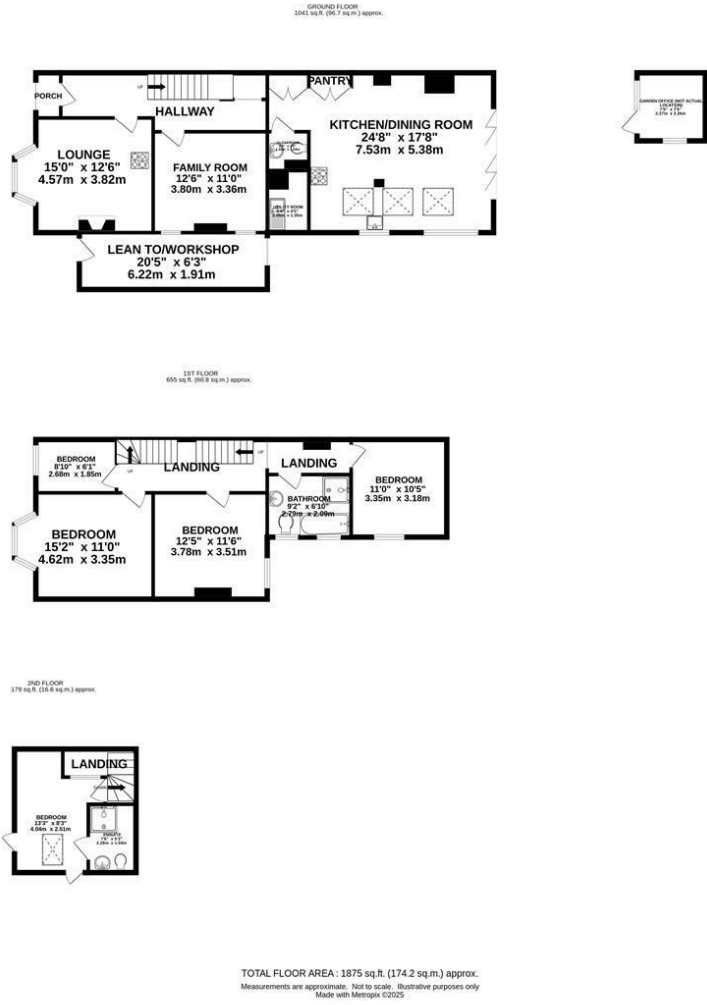 GROUND FLOOR
1041 sq.ft. (96.7 sq.m.) approx.
PORCH
UP
HALLWAY
PANTRY
KITCHEN/DINING ROOM
24'8" x 17'8"
7.53m x 5.38m
GARDEN OFFICE (NOT ACTUAL
LOCATION)
LOUNGE
15'0" x 12'6"
4.57m x 3.82m
FAMILY ROOM
12'6" x 11'0"
3.80m x 3.36m
UTILITY ROOM
LEAN TO/WORKSHOP
20'5" x 6'3"
6.22m x 1.91m
1ST FLOOR
655 sq.ft. (60.8 sq.m.) approx.
BEDROOM
8'10" x 6'1"
2.68m x 1.85m
UP
LANDING
UP
LANDING
BEDROOM
11'0" x 10'5"
3.35m x 3.18m
BATHROOM
9'2" x 6'10"
2.79m x 2.09m
BEDROOM
15'2" x 11'0"
4.62m x 3.35m
BEDROOM
12'5" x 11'6"
3.78m x 3.51m
2ND FLOOR
179 sq.ft. (16.6 sq.m.) approx.
LANDING
BEDROOM
13'3" x 8'3"
4.04m x 2.51m
ENSUITE
TOTAL FLOOR AREA : 1875 sq.ft. (174.2 sq.m.) approx.
Measurements are approximate. Not to scale. Illustrative purposes only
Made with Metropix ©2025